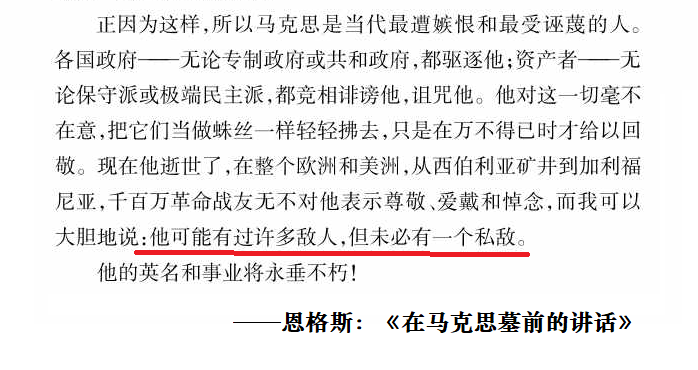 正因为这样，所以马克思是当代最遭嫉恨和最受诬蔑的人。
各国政府——无论专制政府或共和政府，都驱逐他；资产者——无
论保守派或极端民主派，都竞相诽谤他，诅咒他。他对这一切毫不
在意，把它们当做蛛丝一样轻轻拂去，只是在万不得已时才给以回
敬。现在他逝世了，在整个欧洲和美洲，从西伯利亚矿井到加利福
尼亚，千百万革命战友无不对他表示尊敬、爱戴和悼念，而我可以
大胆地说：他可能有过许多敌人，但未必有一个私敌。
他的英名和事业将永垂不朽！
——恩格斯：《在马克思墓前的讲话》